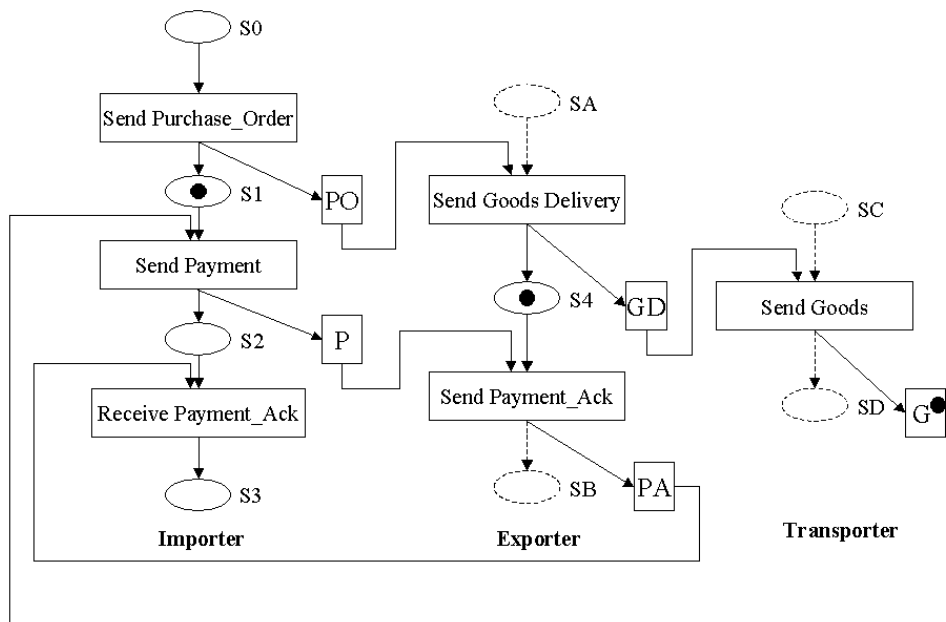 S0
Send Purchase_Order
SA
S1
PO
Send Goods Delivery
SC
Send Payment
S4
GD
Send Goods
S2
P
Receive Payment_Ack
Send Payment_Ack
SD
G
S3
SB
PA
Importer
Exporter
Transporter